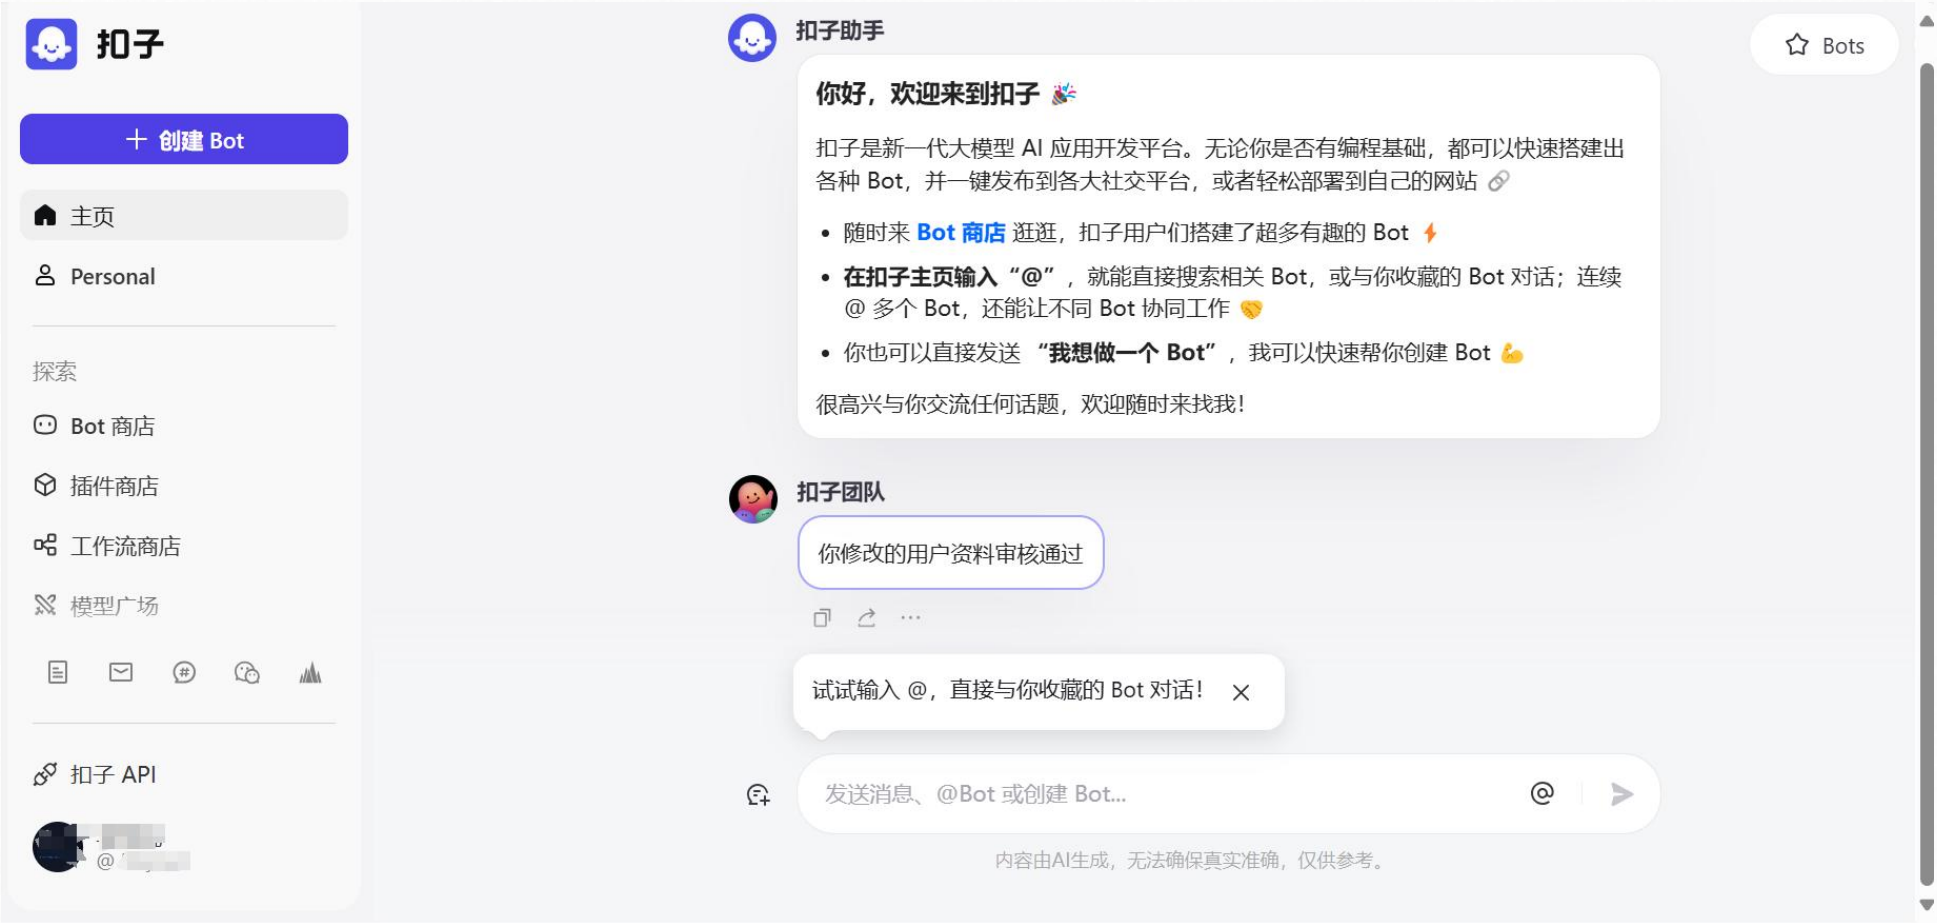 扣子
创建 Bot
主页
Personal
探索
Bot 商店
插件商店
工作流商店
模型广场
扣子 API
@
扣子助手
你好，欢迎来到扣子 🎉
扣子是新一代大模型 AI 应用开发平台。无论你是否有编程基础，都可以快速搭建出
各种 Bot，并一键发布到各大社交平台，或者轻松部署到自己的网站 🔗
• 随时来 Bot 商店 逛逛，扣子用户们搭建了超多有趣的 Bot ⚡
• 在扣子主页输入“@”，就能直接搜索相关 Bot，或与你收藏的 Bot 对话；连续
@ 多个 Bot，还能让不同 Bot 协同工作 🤝
• 你也可以直接发送 “我想做一个 Bot”，我可以快速帮你创建 Bot 💪
很高兴与你交流任何话题，欢迎随时来找我！
扣子团队
你修改的用户资料审核通过
试试输入 @，直接与你收藏的 Bot 对话！
发送消息、@Bot 或创建 Bot...
@
内容由AI生成，无法确保真实准确，仅供参考。
Bots